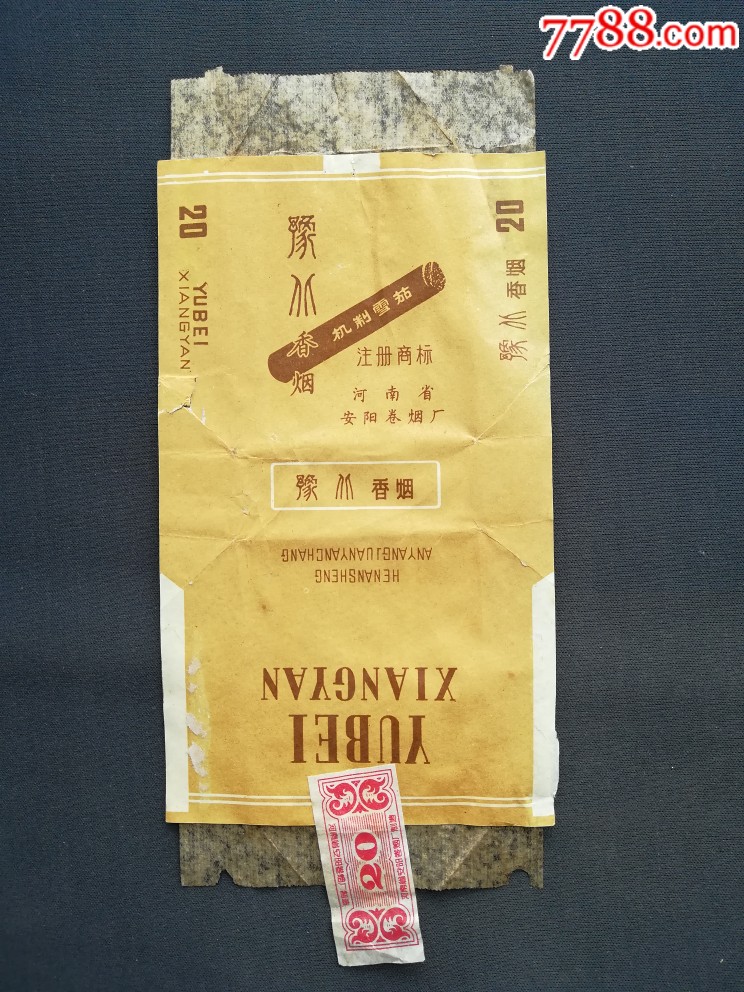 7788.com
20
YUBEI
XIANGYAN
豫北
香烟
机制雪茄
注册商标
河南省
安阳卷烟厂
20
豫北 香烟
豫北 香烟
HENANSHENG
ANYANGJUANYANCHANG
YUBEI
XIANGYAN
20